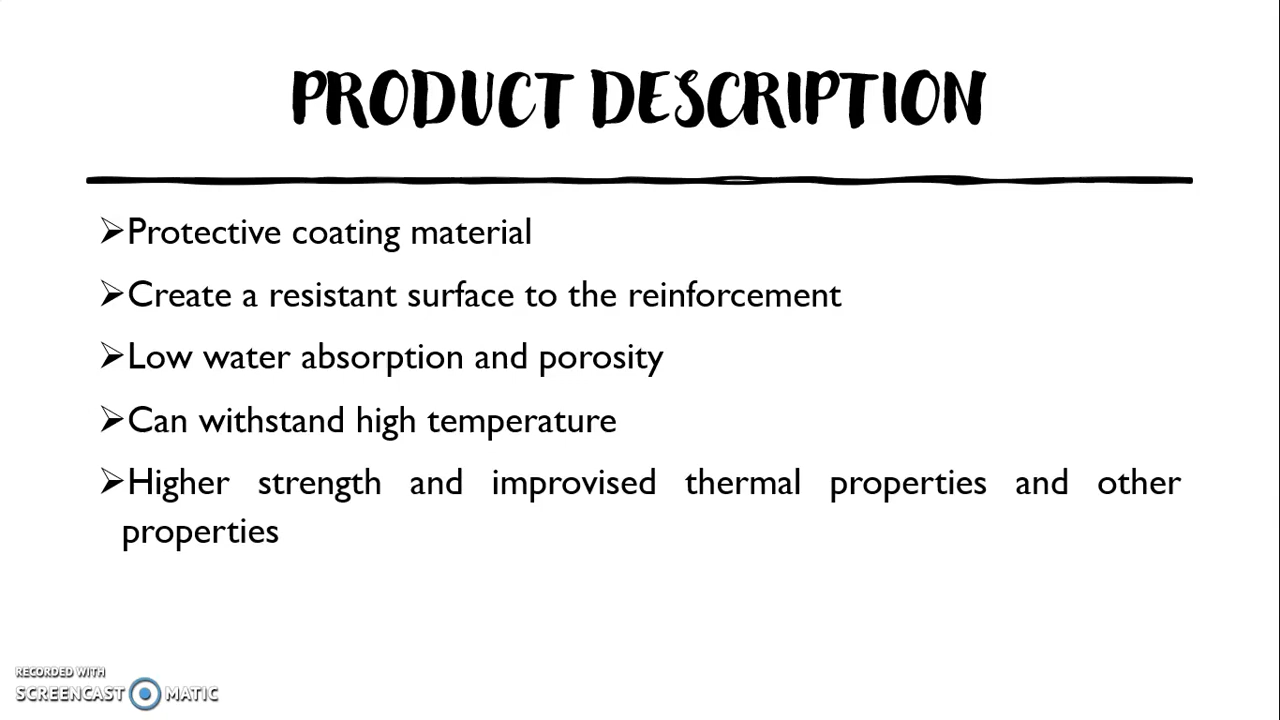 PRODUCT DESCRIPTION
➢Protective coating material
➢Create a resistant surface to the reinforcement
➢Low water absorption and porosity
➢Can withstand high temperature
➢Higher strength and improvised thermal properties and other
properties
RECORDED WITH
SCREENCAST MATIC